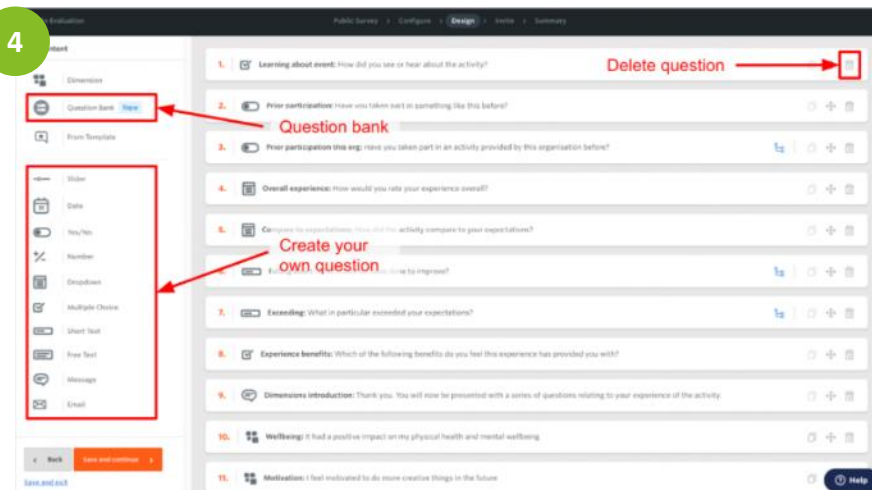 4
Evaluation
Public Survey › Configure › Design › Invite › Summary
Dimension
Question Bank New
From Template
Slider
Date
Yes/No
Number
Dropdown
Multiple Choice
Short Text
Free Text
Message
Email
‹ Back
Save and continue ›
Save and exit
1. Learning about event: How did you see or hear about the activity?
Delete question
2. Prior participation: Have you taken part in something like this before?
Question bank
3. Prior participation this org: Have you taken part in an activity provided by this organisation before?
4. Overall experience: How would you rate your experience overall?
5. activity compare to your expectations?
Create your
own question
to improve?
7. Exceeding: What in particular exceeded your expectations?
8. Experience benefits: Which of the following benefits do you feel this experience has provided you with?
9. Dimensions introduction: Thank you. You will now be presented with a series of questions relating to your experience of the activity.
10. Wellbeing: It had a positive impact on my physical health and mental wellbeing
11. Motivation: I feel motivated to do more creative things in the future
Help